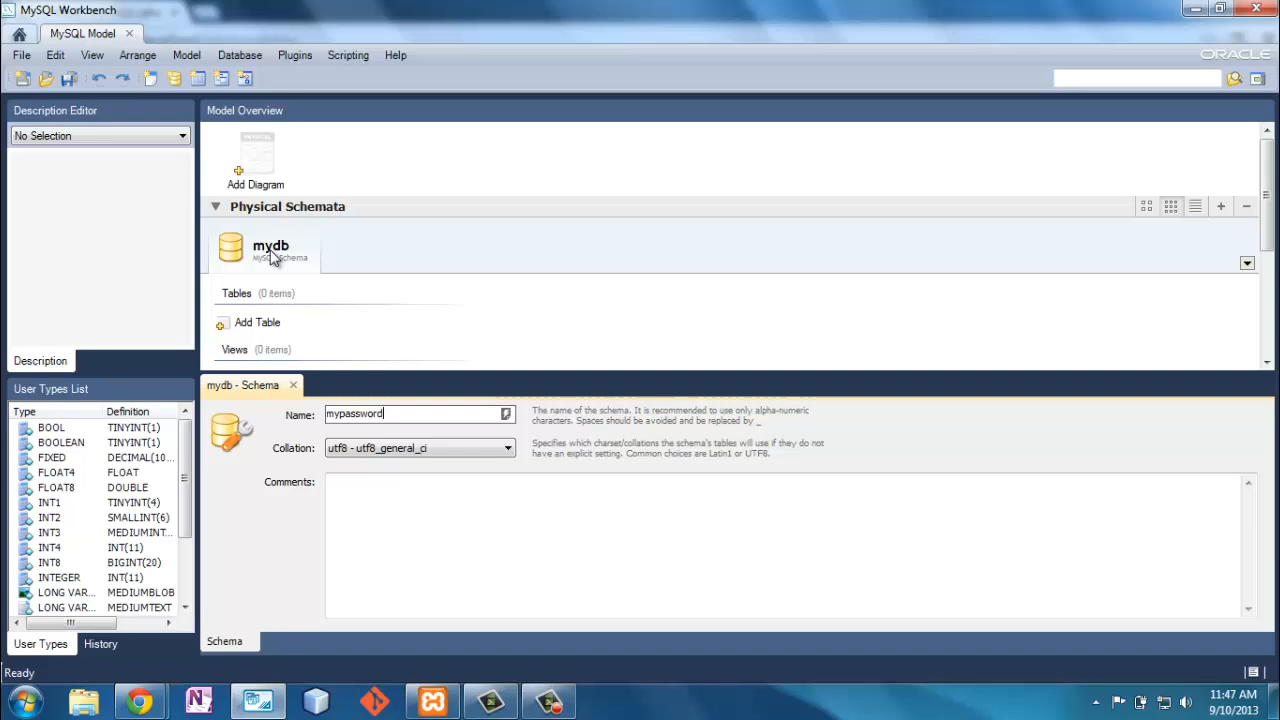 MySQL Workbench
MySQL Model
File Edit View Arrange Model Database Plugins Scripting Help
ORACLE
Description Editor
No Selection
Description
Model Overview
Add Diagram
Physical Schemata
mydb
MySQL Schema
Tables (0 items)
Add Table
Views (0 items)
User Types List
Type Definition
BOOL TINYINT(1)
BOOLEAN TINYINT(1)
FIXED DECIMAL(10...
FLOAT4 FLOAT
FLOAT8 DOUBLE
INT1 TINYINT(4)
INT2 SMALLINT(6)
INT3 MEDIUMINT...
INT4 INT(11)
INT8 BIGINT(20)
INTEGER INT(11)
LONG VAR... MEDIUMBLOB
LONG VAR... MEDIUMTEXT
User Types History
mydb - Schema
Name: mypassword
The name of the schema. It is recommended to use only alpha-numeric
characters. Spaces should be avoided and be replaced by _
Collation: utf8 - utf8_general_ci
Specifies which charset/collations the schema's tables will use if they do not
have an explicit setting. Common choices are Latin1 or UTF8.
Comments:
Schema
Ready
11:47 AM
9/10/2013